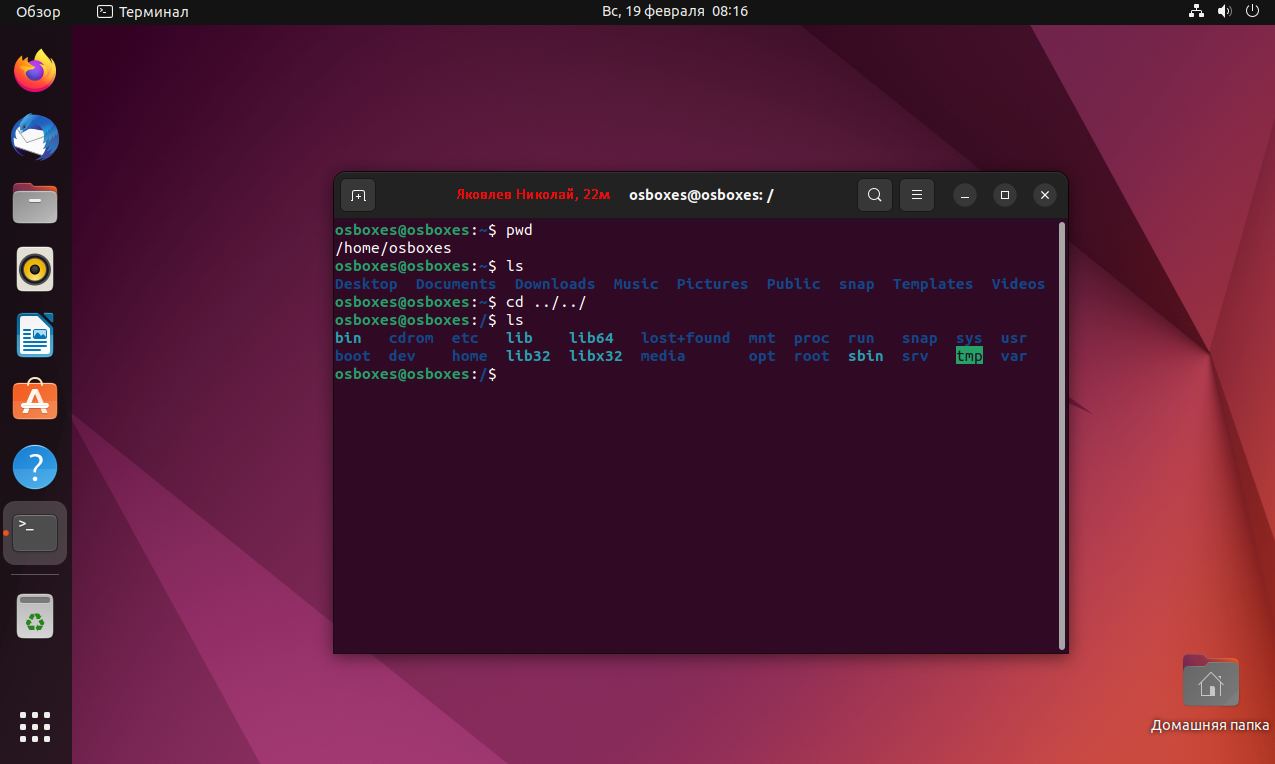 Обзор Терминал Вс, 19 февраля 08:16
Яковлев Николай, 22м osboxes@osboxes: /
osboxes@osboxes:~$ pwd
/home/osboxes
osboxes@osboxes:~$ ls
Desktop Documents Downloads Music Pictures Public snap Templates Videos
osboxes@osboxes:~$ cd ../../
osboxes@osboxes:/$ ls
bin cdrom etc lib lib64 lost+found mnt proc run snap sys usr
boot dev home lib32 libx32 media opt root sbin srv tmp var
osboxes@osboxes:/$
Домашняя папка